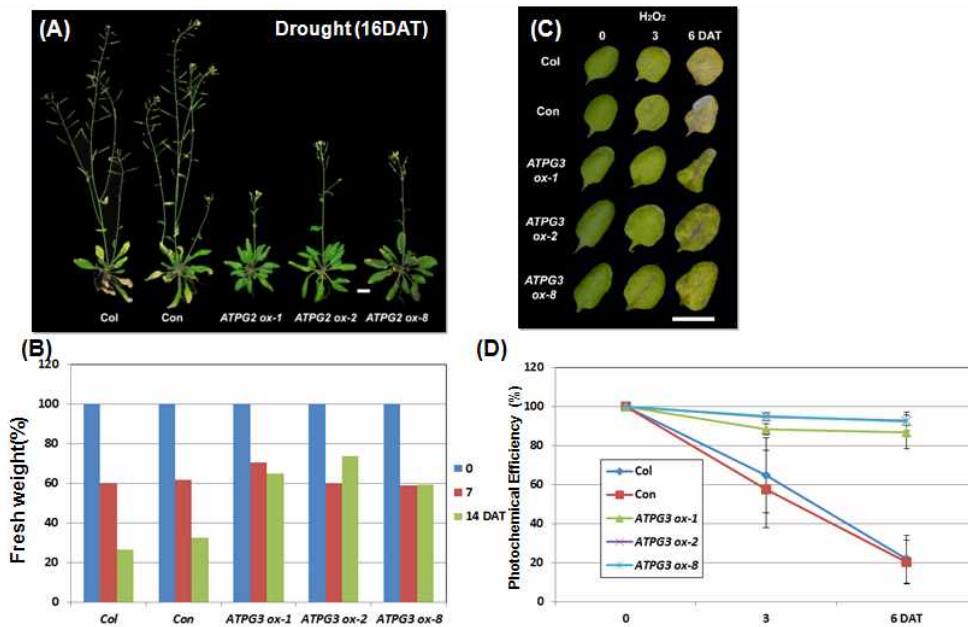 (A)
Drought (16DAT)
Col
Con
ATPG2 ox-1
ATPG2 ox-2
ATPG2 ox-8
(B)
Fresh weight(%)
120
100
80
60
40
20
0
Col
Con
ATPG3 ox-1
ATPG3 ox-2
ATPG3 ox-8
0
7
14 DAT
(C)
H₂O₂
0 3 6 DAT
Col
Con
ATPG3
ox-1
ATPG3
ox-2
ATPG3
ox-8
(D)
Photochemical Efficiency (%)
120
100
80
60
40
20
0
Col
Con
ATPG3 ox-1
ATPG3 ox-2
ATPG3 ox-8
0 3 6 DAT